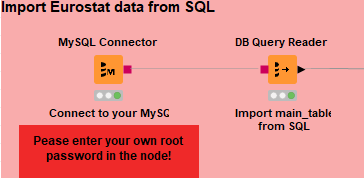 Import Eurostat data from SQL
MySQL Connector
DB Query Reader
M
Connect to your MySQ
Import main_table
from SQL
Please enter your own root
password in the node!